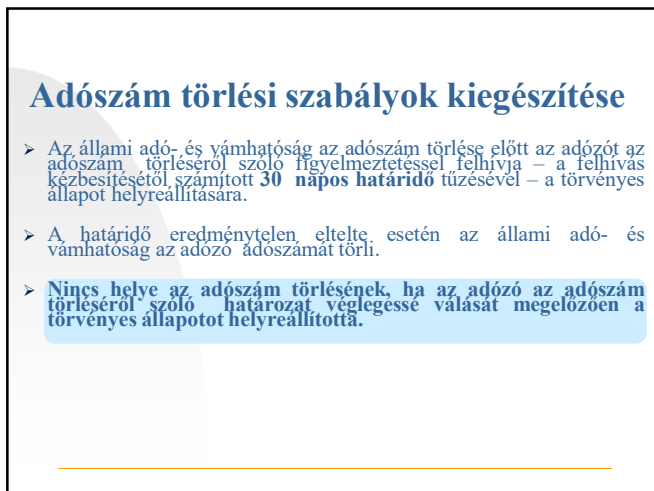 Adószám törlési szabályok kiegészítése
➢ Az állami adó- és vámhatóság az adószám törlése előtt az adózót az
adószám törléséről szóló figyelmeztetéssel felhívja – a felhívás
kézbesítésétől számított 30 napos határidő tűzésével – a törvényes
állapot helyreállítására.
➢ A határidő eredménytelen eltelte esetén az állami adó- és
vámhatóság az adózó adószámát törli.
➢ Nincs helye az adószám törlésének, ha az adózó az adószám
törléséről szóló határozat véglegessé válását megelőzően a
törvényes állapotot helyreállította.